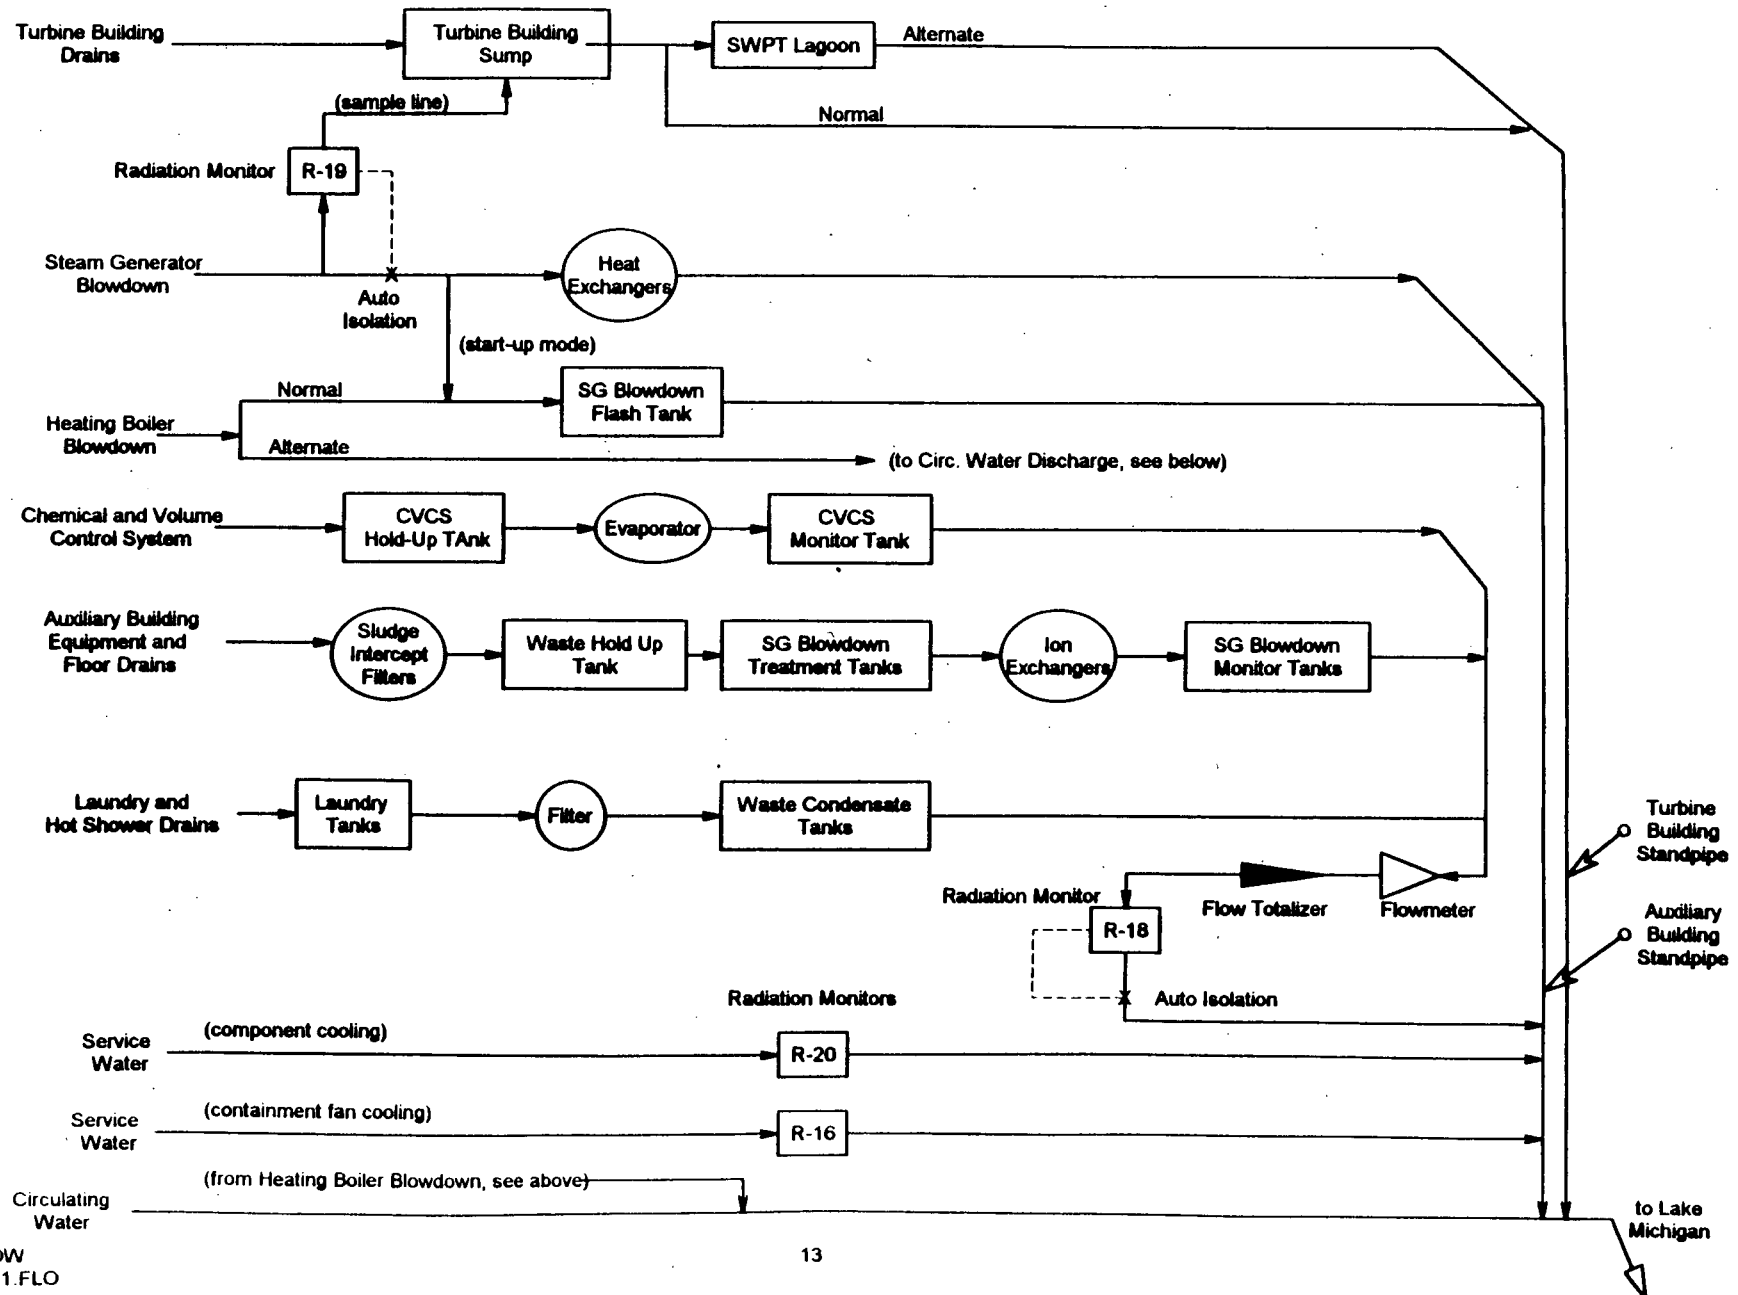 Turbine Building
Drains
Turbine Building
Sump
SWPT Lagoon
Alternate
(sample line)
Normal
Radiation Monitor
R-19
Steam Generator
Blowdown
Auto
Isolation
Heat
Exchangers
(start-up mode)
Normal
SG Blowdown
Flash Tank
Heating Boiler
Blowdown
Alternate
(to Circ. Water Discharge, see below)
Chemical and Volume
Control System
CVCS
Hold-Up TAnk
Evaporator
CVCS
Monitor Tank
Auxiliary Building
Equipment and
Floor Drains
Sludge
Intercept
Filters
Waste Hold Up
Tank
SG Blowdown
Treatment Tanks
Ion
Exchangers
SG Blowdown
Monitor Tanks
Laundry and
Hot Shower Drains
Laundry
Tanks
Filter
Waste Condensate
Tanks
Turbine
Building
Standpipe
Radiation Monitor
R-18
Flow Totalizer
Flowmeter
Auxiliary
Building
Standpipe
Auto Isolation
Radiation Monitors
Service
Water
(component cooling)
R-20
Service
Water
(containment fan cooling)
R-16
(from Heating Boiler Blowdown, see above)
Circulating
Water
to Lake
Michigan
13
1.FLO